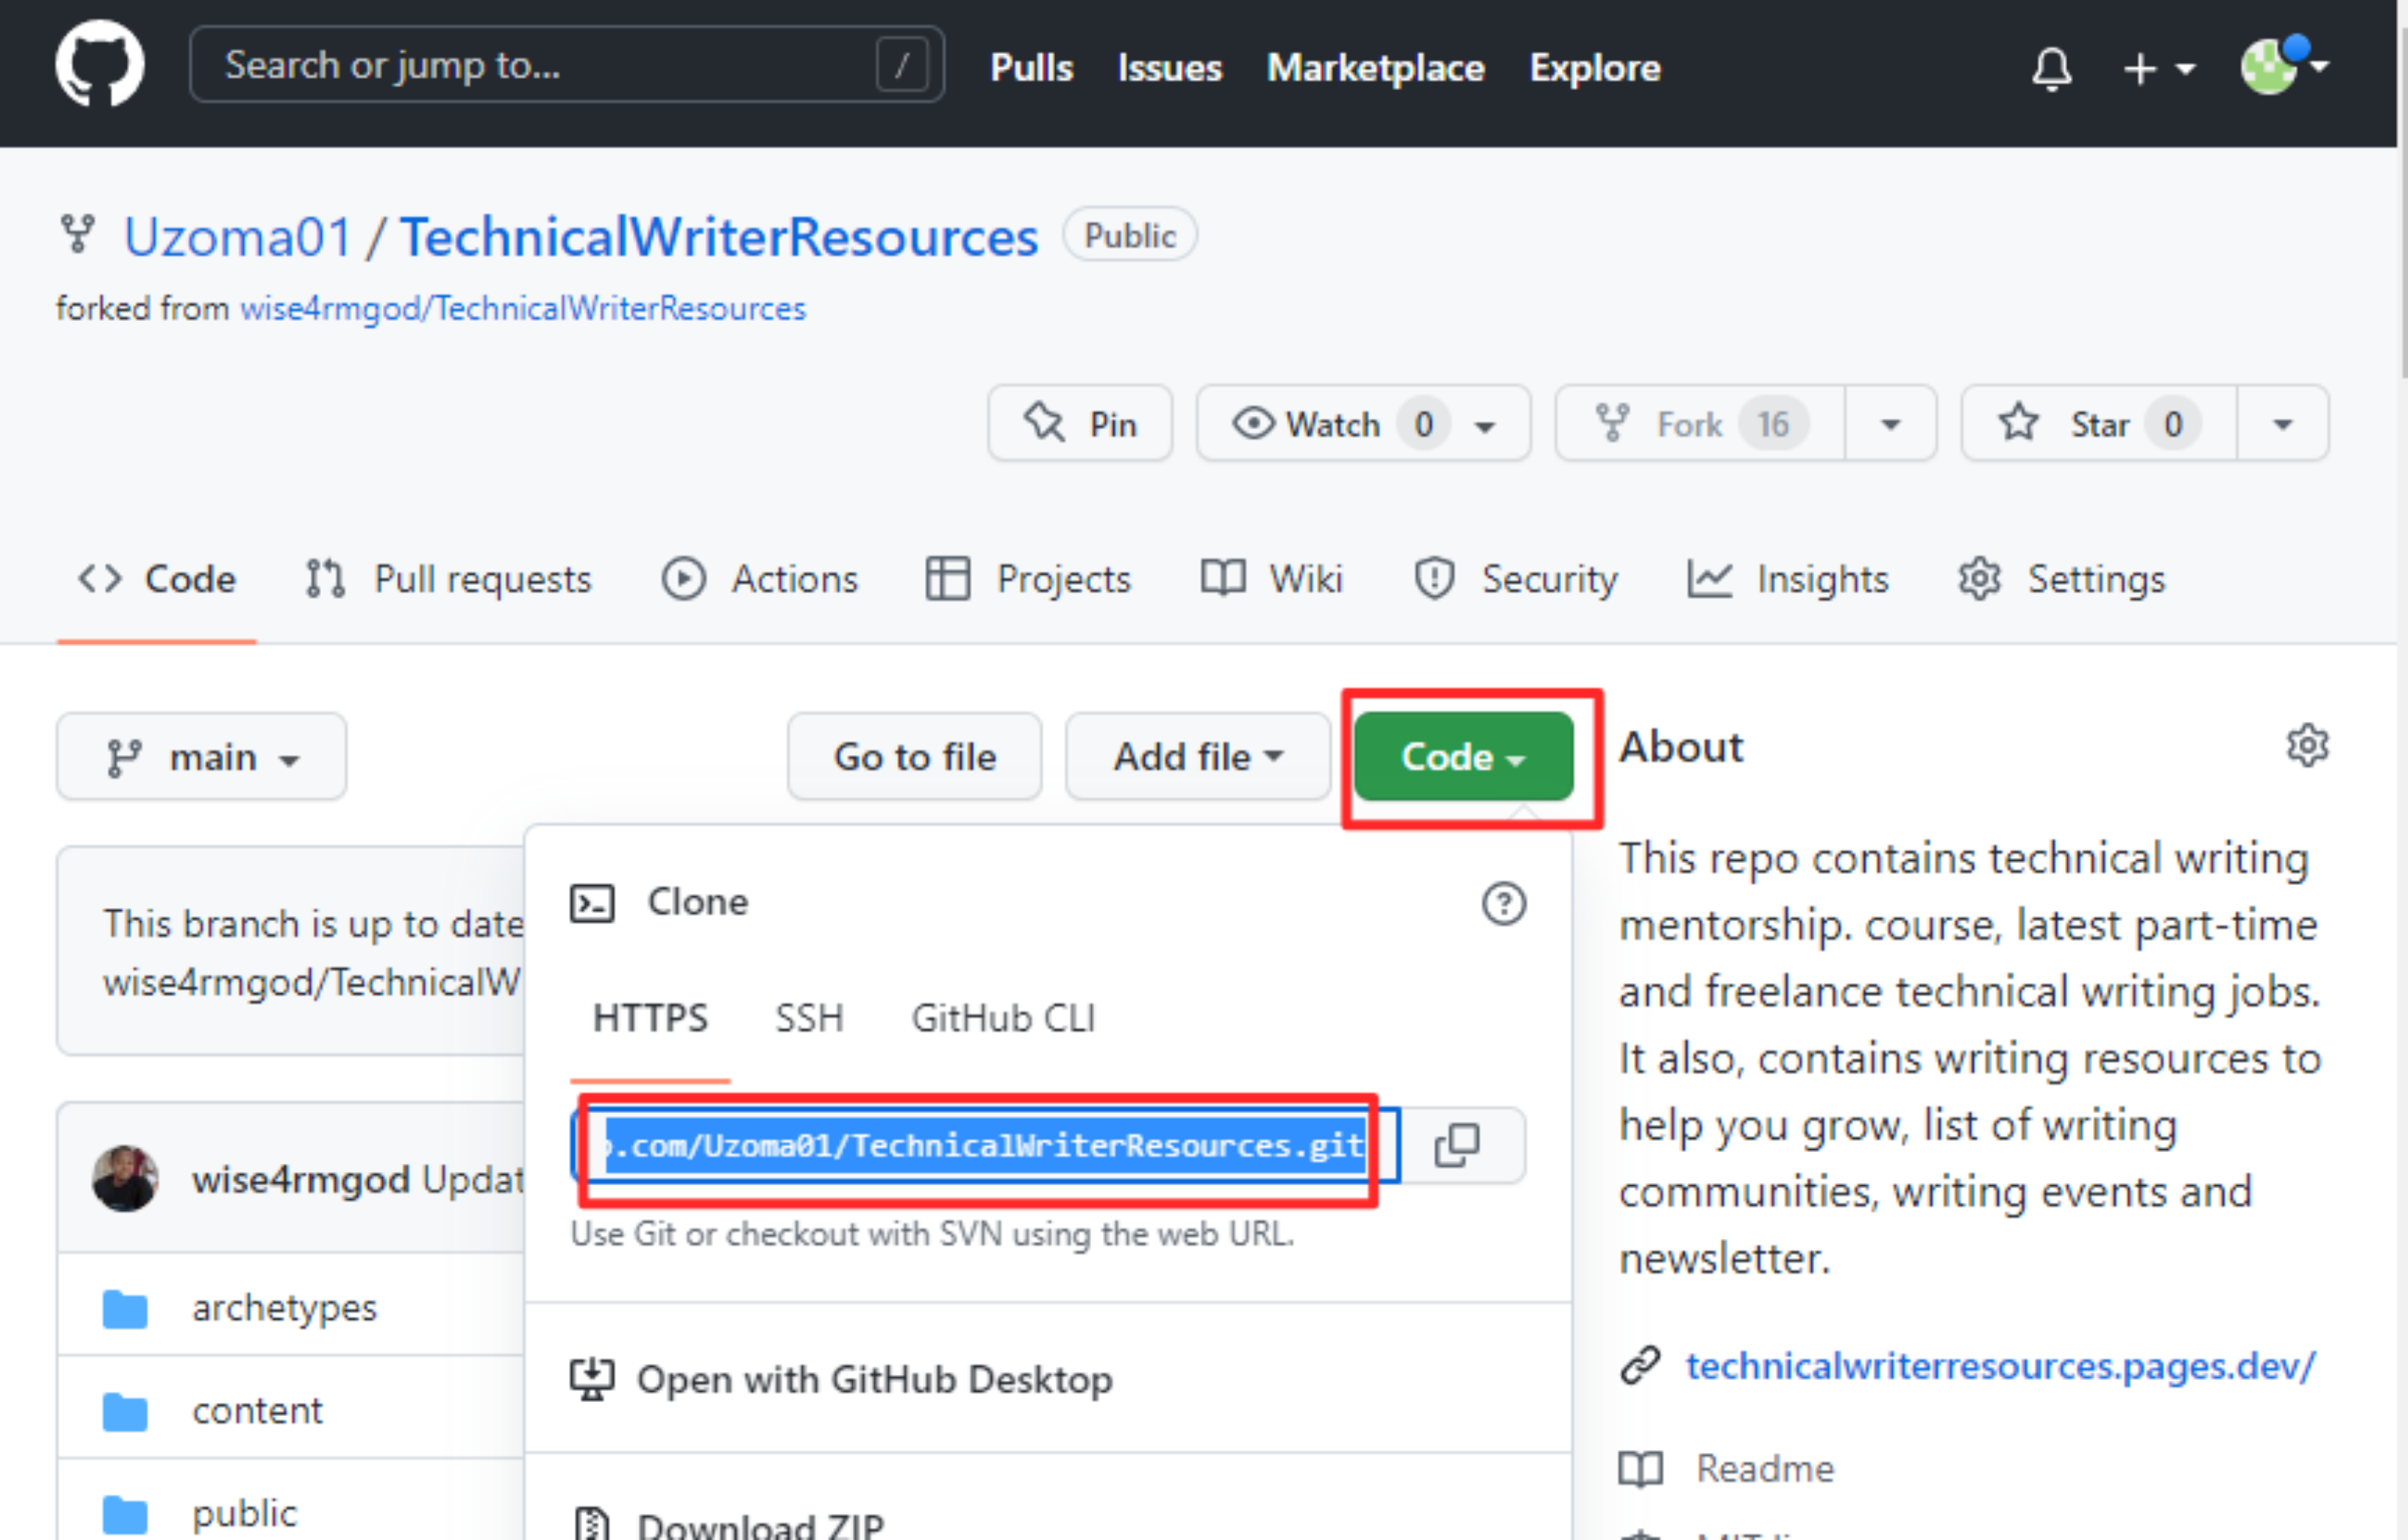 Search or jump to... /
Pulls Issues Marketplace Explore
Uzoma01 / TechnicalWriterResources Public
forked from wise4rmgod/TechnicalWriterResources
Pin Watch 0 Fork 16 Star 0
Code Pull requests Actions Projects Wiki Security Insights Settings
main Go to file Add file Code
This branch is up to date
wise4rmgod/TechnicalW
wise4rmgod Updat
archetypes
content
public
Clone
HTTPS SSH GitHub CLI
.com/Uzoma01/TechnicalWriterResources.git
Use Git or checkout with SVN using the web URL.
Open with GitHub Desktop
Download ZIP
About
This repo contains technical writing
mentorship. course, latest part-time
and freelance technical writing jobs.
It also, contains writing resources to
help you grow, list of writing
communities, writing events and
newsletter.
technicalwriterresources.pages.dev/
Readme